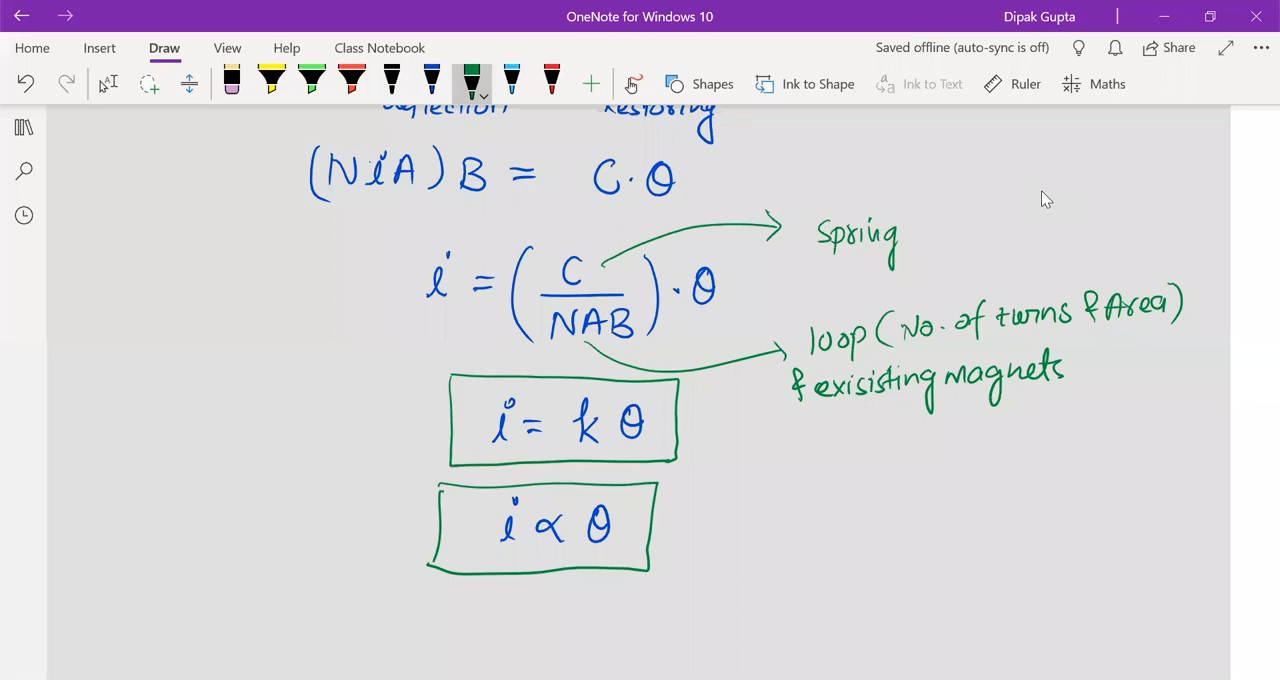 OneNote for Windows 10
Dipak Gupta
Home Insert Draw View Help Class Notebook
Saved offline (auto-sync is off)
Share
Shapes
Ink to Shape
Ink to Text
Ruler
Maths
deflection restoring
(NiA) B = C·θ
i = (C/NAB)·θ
spring
loop (No. of turns & Area)
& exisisting magnets
i = k θ
i ∝ θ